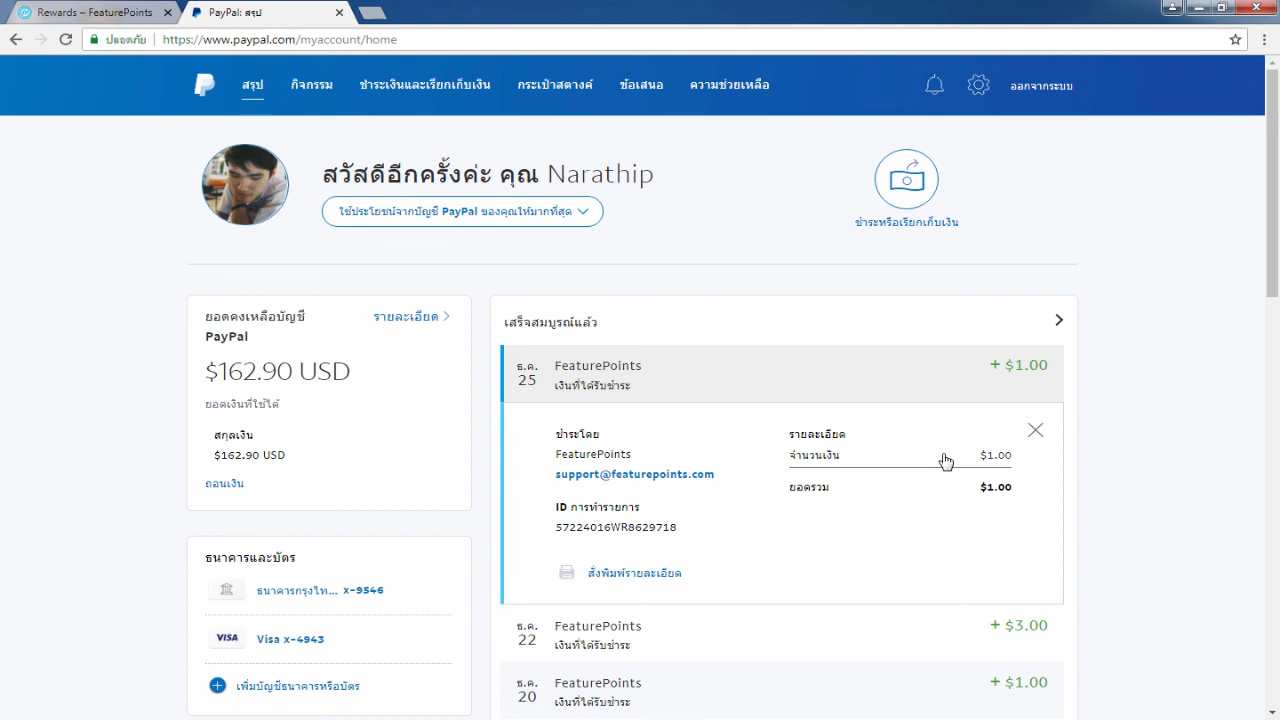 Rewards – FeaturePoints
PayPal: สรุป
ปลอดภัย
https://www.paypal.com/myaccount/home
สรุป
กิจกรรม
ชำระเงินและเรียกเก็บเงิน
กระเป๋าสตางค์
ข้อเสนอ
ความช่วยเหลือ
ออกจากระบบ
สวัสดีอีกครั้งค่ะ คุณ Narathip
ใช้ประโยชน์จากบัญชี PayPal ของคุณให้มากที่สุด
ชำระหรือเรียกเก็บเงิน
ยอดคงเหลือบัญชี
PayPal
รายละเอียด
$162.90 USD
ยอดเงินที่ใช้ได้
สกุลเงิน
$162.90 USD
ถอนเงิน
ธนาคารและบัตร
ธนาคารกรุงไท... x-9546
VISA
Visa x-4943
เพิ่มบัญชีธนาคารหรือบัตร
เสร็จสมบูรณ์แล้ว
ธ.ค.
25
FeaturePoints
เงินที่ได้รับชำระ
+ $1.00
ชำระโดย
FeaturePoints
support@featurepoints.com
ID การทำรายการ
57224016WR8629718
สั่งพิมพ์รายละเอียด
รายละเอียด
จำนวนเงิน
$1.00
ยอดรวม
$1.00
ธ.ค.
22
FeaturePoints
เงินที่ได้รับชำระ
+ $3.00
ธ.ค.
20
FeaturePoints
เงินที่ได้รับชำระ
+ $1.00